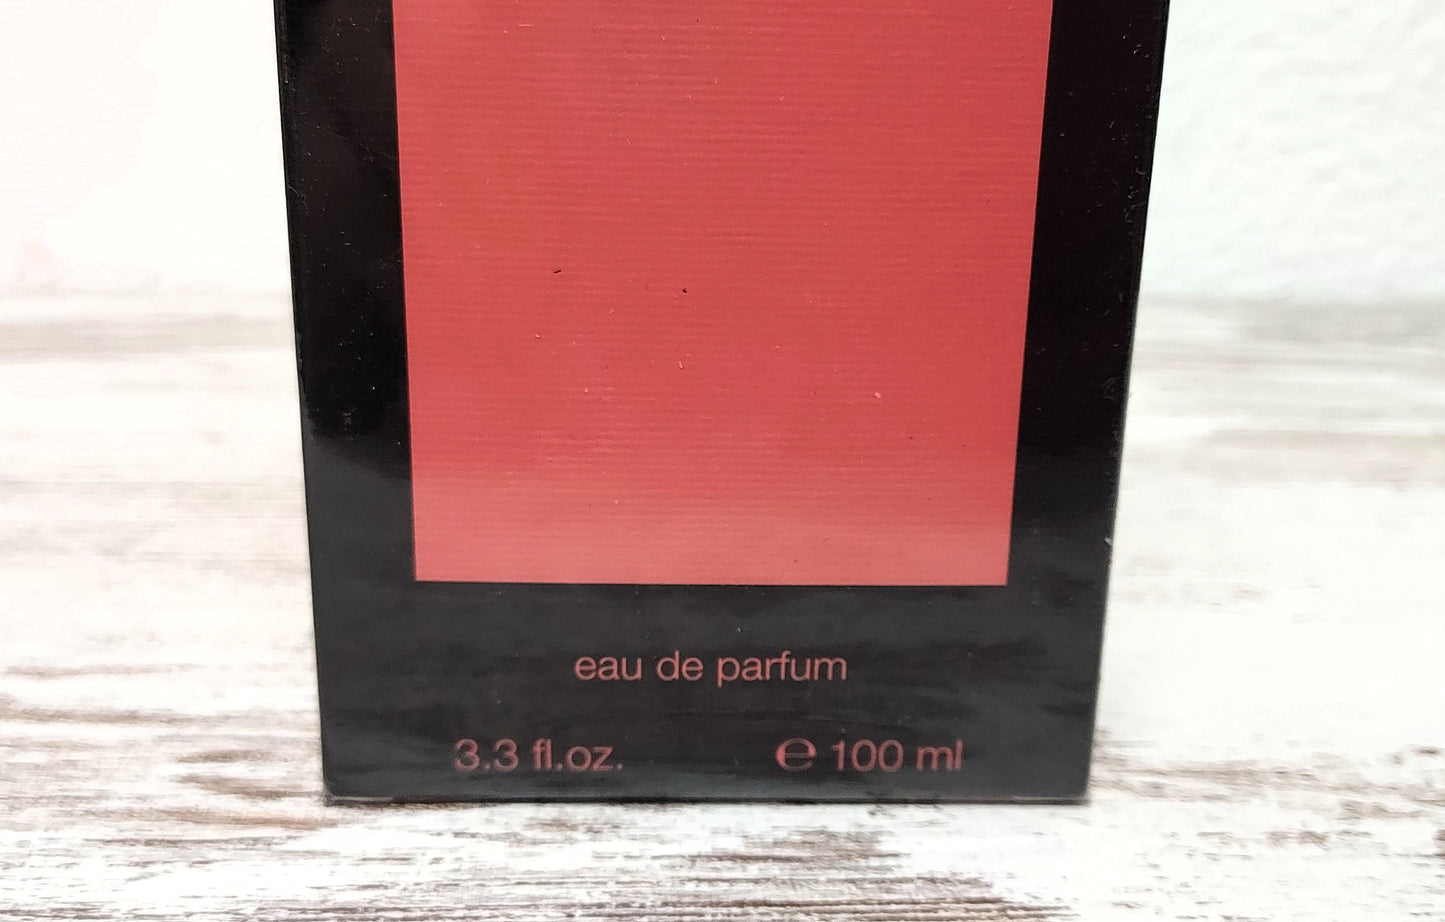 eau de parfum
3.3 fl.oz. ℮ 100 ml